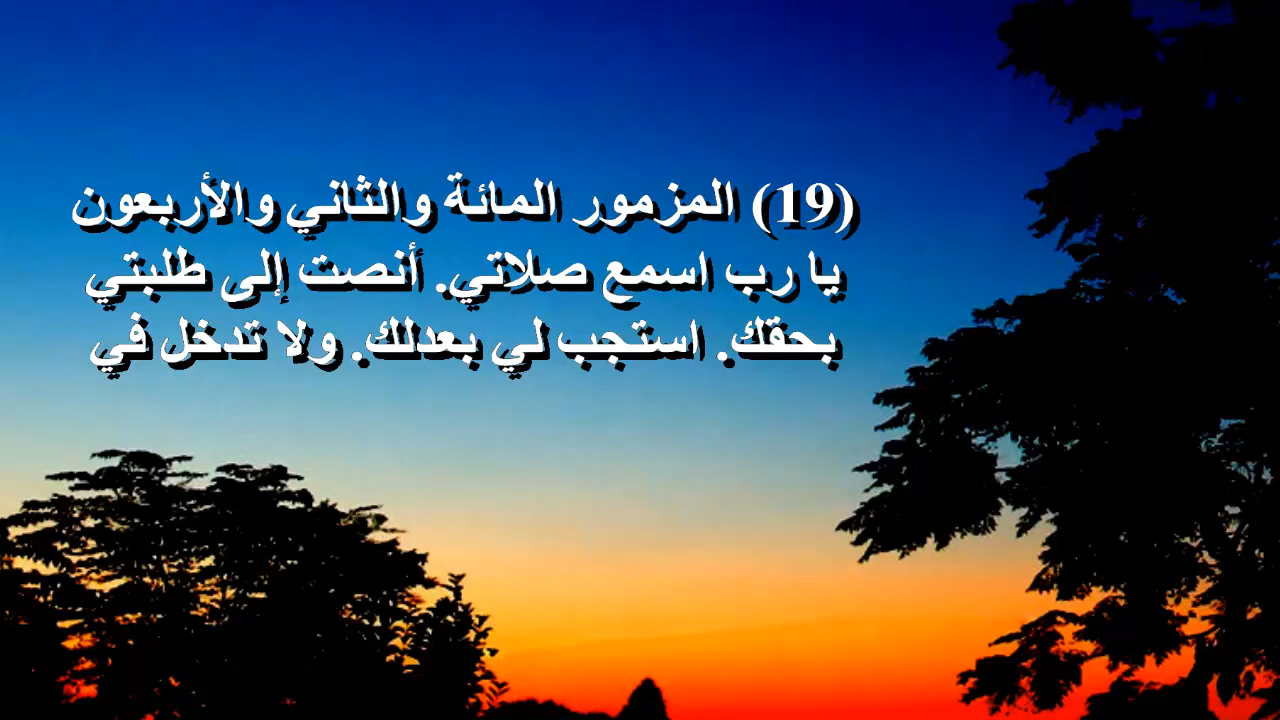 (19) المزمور المائة والثاني والأربعون
يا رب اسمع صلاتي. أنصت إلى طلبتي
بحقك. استجب لي بعدلك. ولا تدخل في